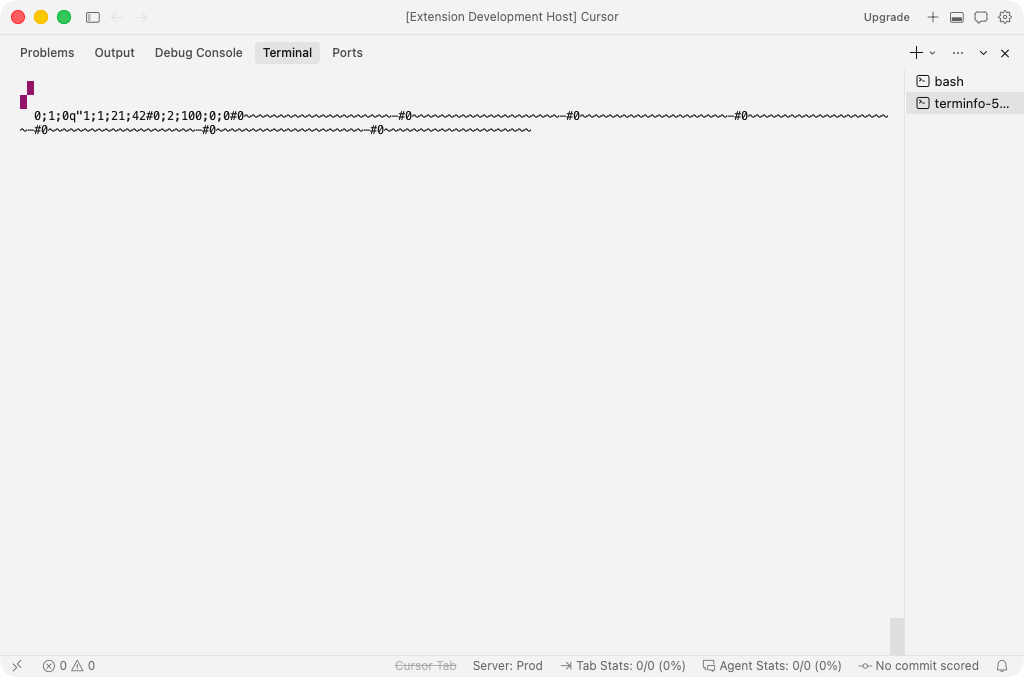 [Extension Development Host] Cursor
Upgrade
Problems Output Debug Console Terminal Ports
bash
terminfo-5...
0;1;0q"1;1;21;42#0;2;100;0;0#0~~~~~~~~~~~~~~~~~~~~~-#0~~~~~~~~~~~~~~~~~~~~~-#0~~~~~~~~~~~~~~~~~~~~~-#0~~~~~~~~~~~~~~~~~~~~
~-#0~~~~~~~~~~~~~~~~~~~~~-#0~~~~~~~~~~~~~~~~~~~~~-#0~~~~~~~~~~~~~~~~~~~~~
0 0 Cursor Tab Server: Prod Tab Stats: 0/0 (0%) Agent Stats: 0/0 (0%) No commit scored